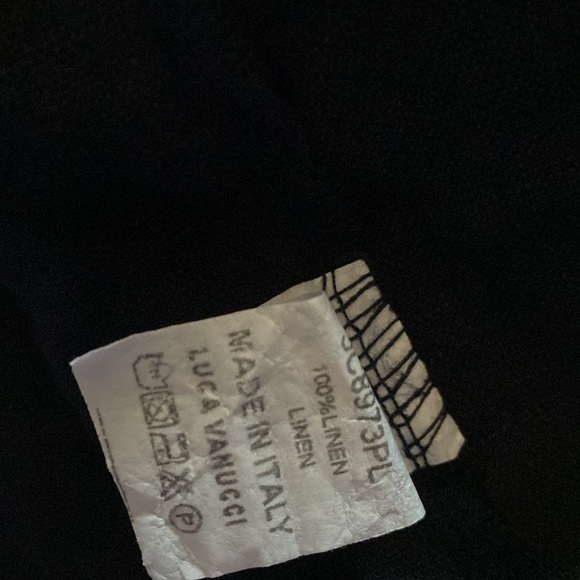 SC8973PL
100%LINEN
LINEN
MADE IN ITALY
LUCA VANUCCI
P